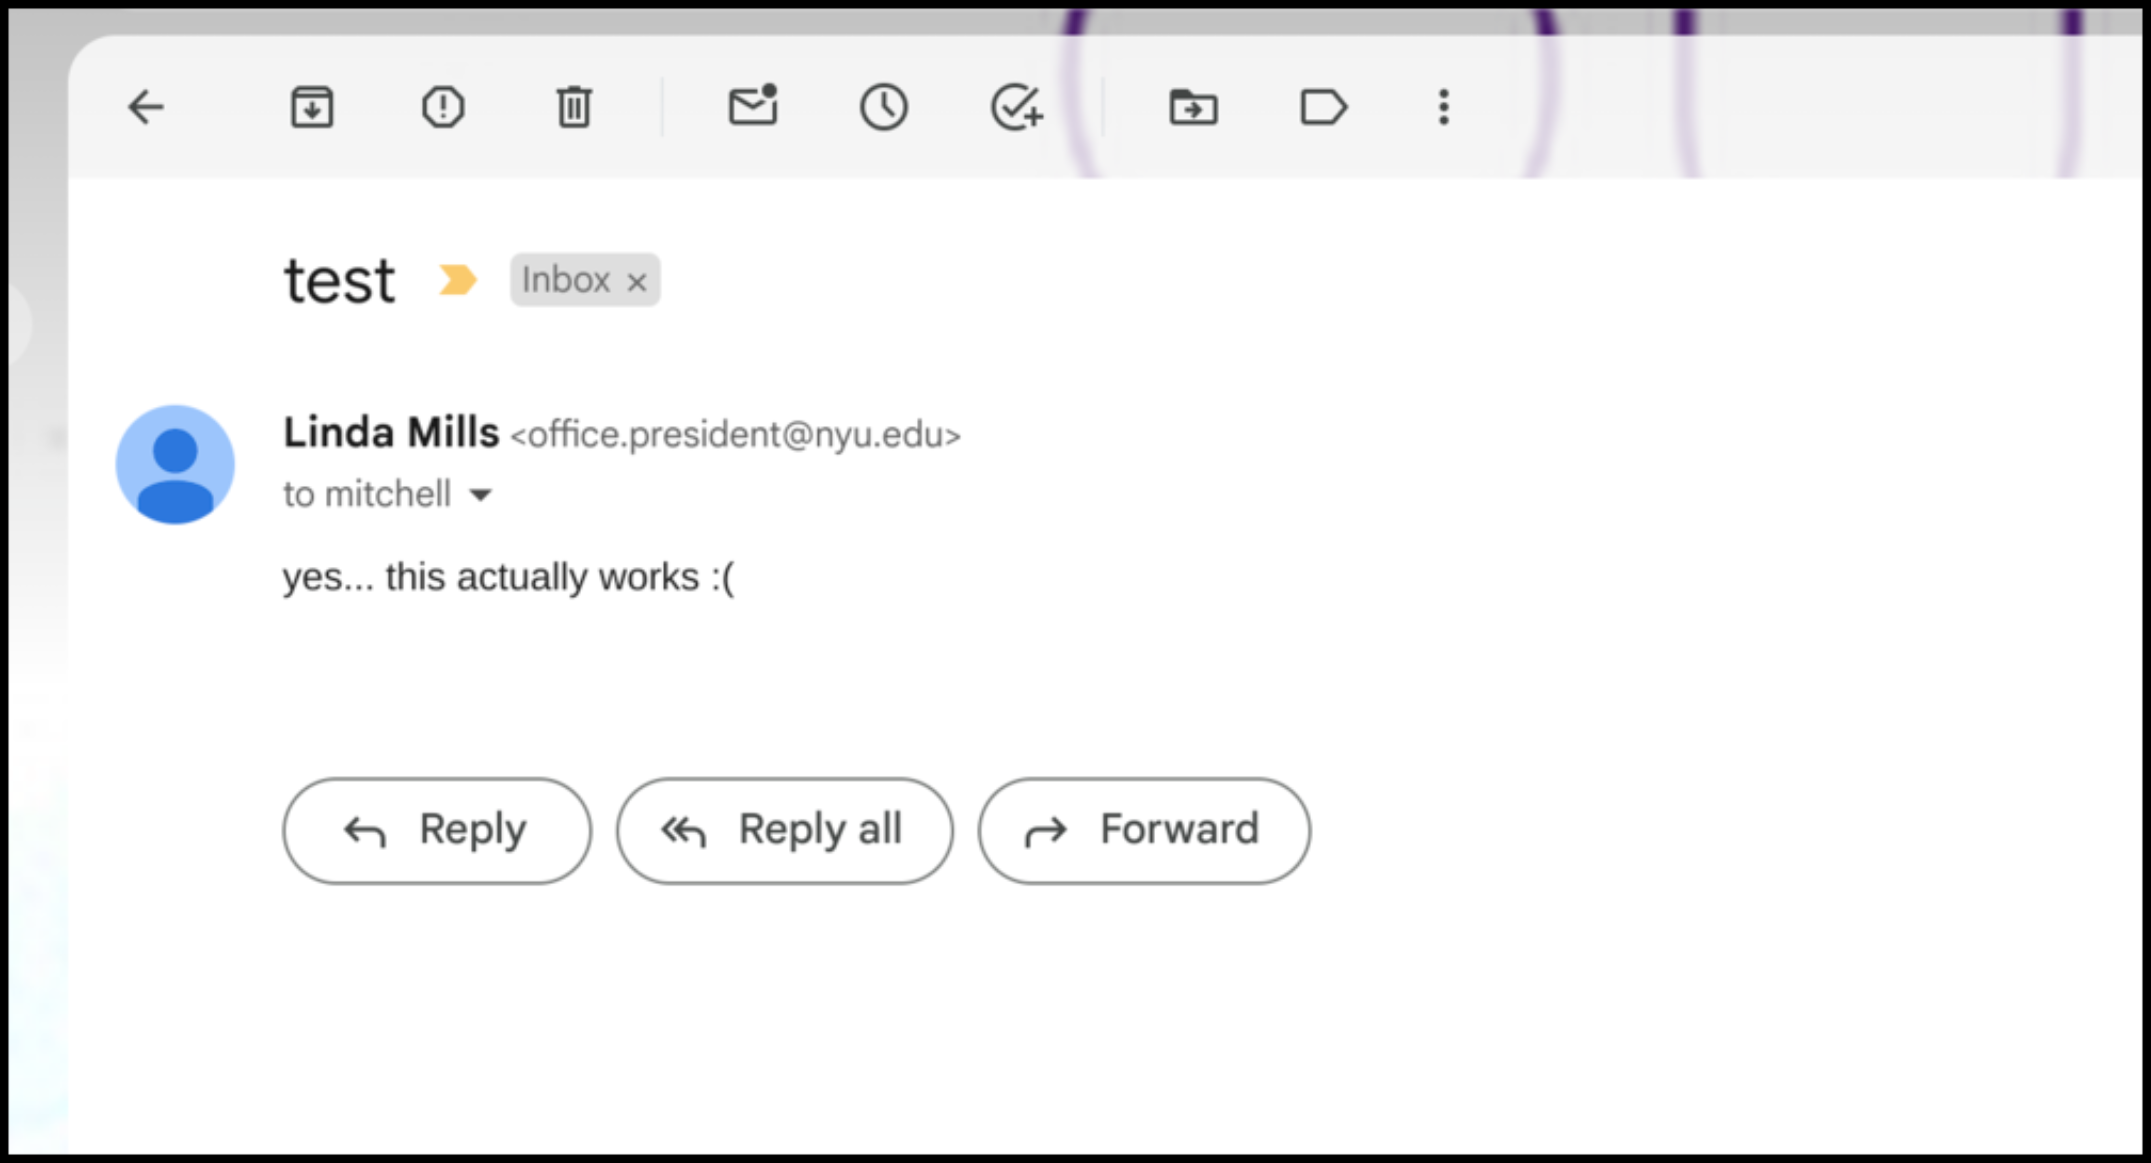 test Inbox ×
Linda Mills <office.president@nyu.edu>
to mitchell
yes... this actually works :(
Reply Reply all Forward